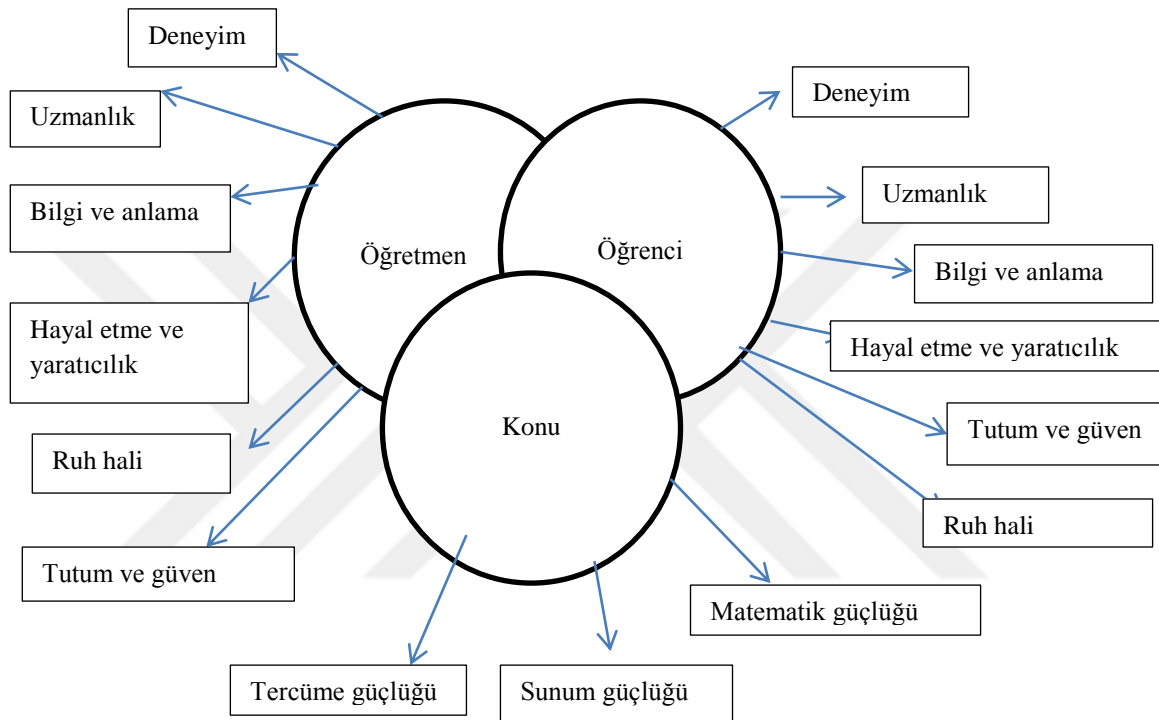 Deneyim
Deneyim
Uzmanlık
Uzmanlık
Bilgi ve anlama
Öğretmen
Öğrenci
Bilgi ve anlama
Hayal etme ve
yaratıcılık
Hayal etme ve yaratıcılık
Konu
Tutum ve güven
Ruh hali
Ruh hali
Tutum ve güven
Matematik güçlüğü
Tercüme güçlüğü
Sunum güçlüğü